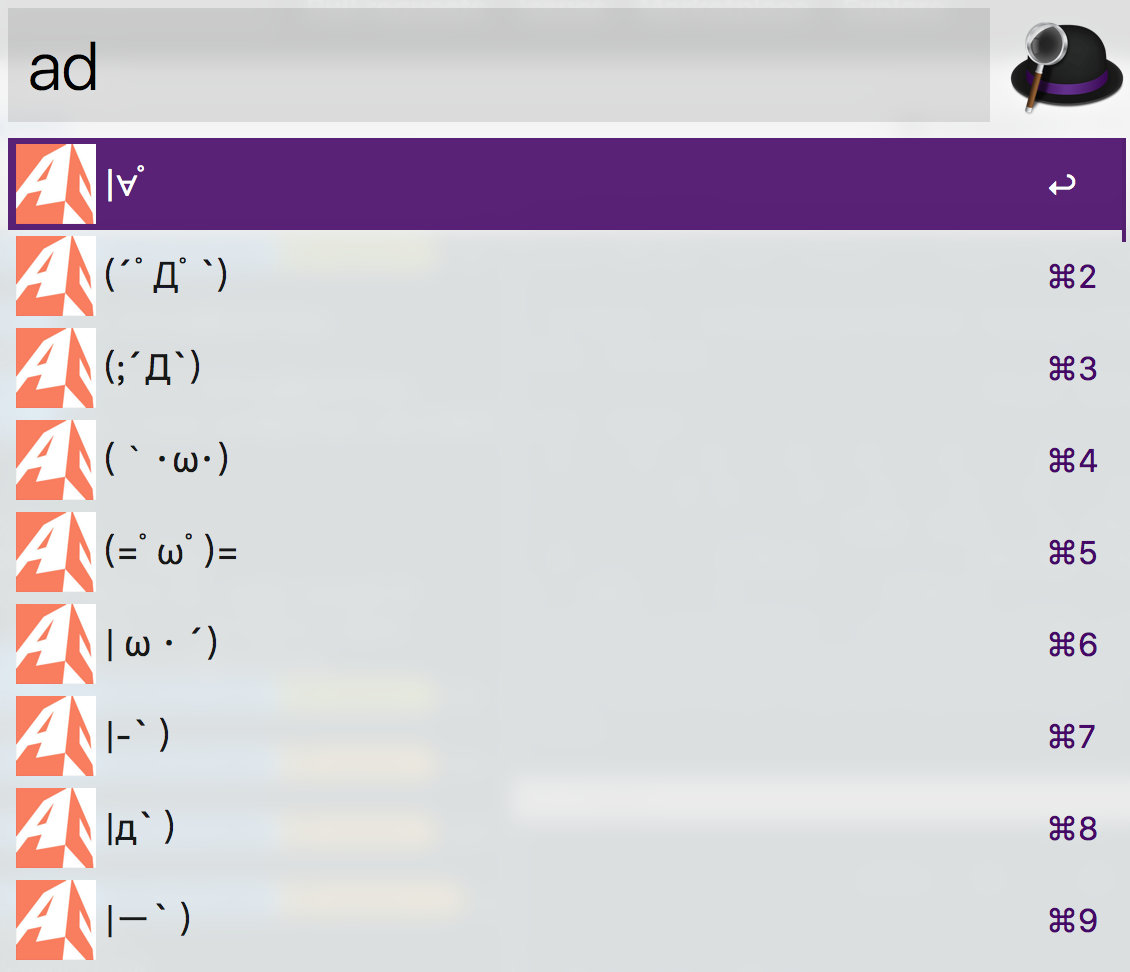 ad
|∀ﾟ
(´ﾟДﾟ`)
⌘2
(;´Д`)
⌘3
(｀･ω･)
⌘4
(=ﾟωﾟ)=
⌘5
| ω・´)
⌘6
|-` )
⌘7
|д` )
⌘8
|ー` )
⌘9